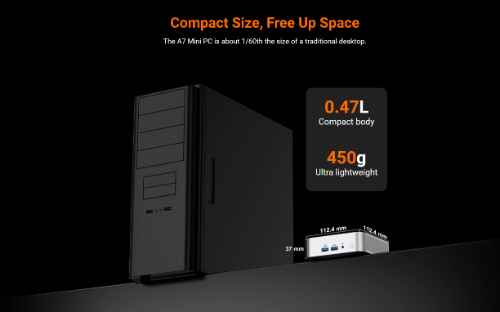 Compact Size, Free Up Space
The A7 Mini PC is about 1/60th the size of a traditional desktop.
0.47L
Compact body
450g
Ultra lightweight
112.4 mm
112.4 mm
37 mm